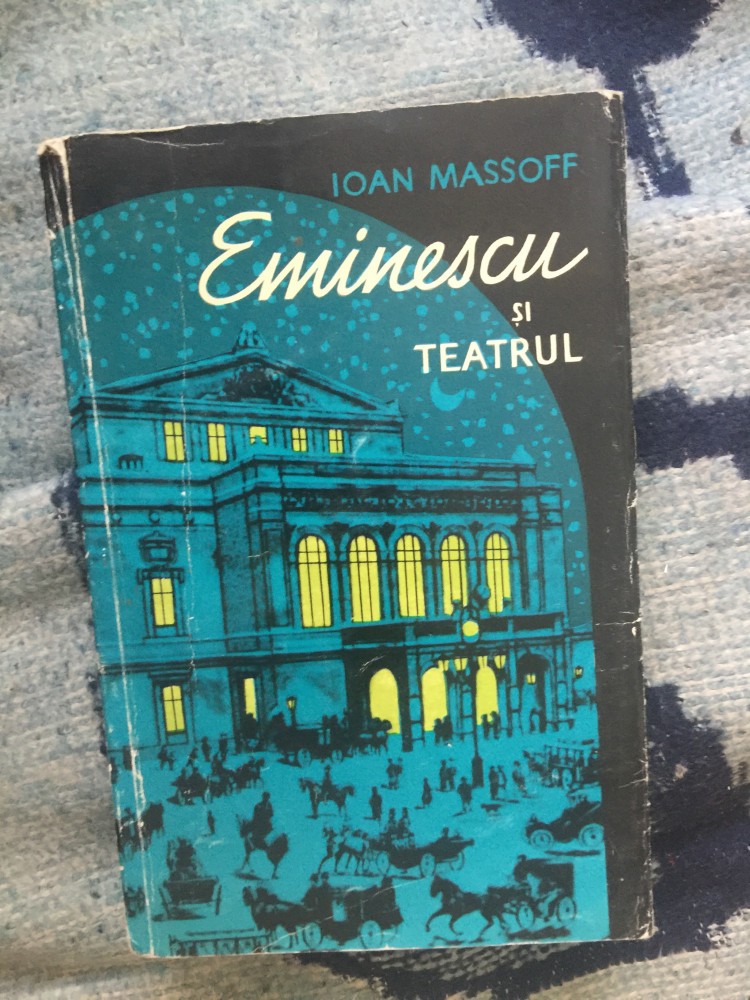 IOAN MASSOFF
Eminescu
ȘI
TEATRUL